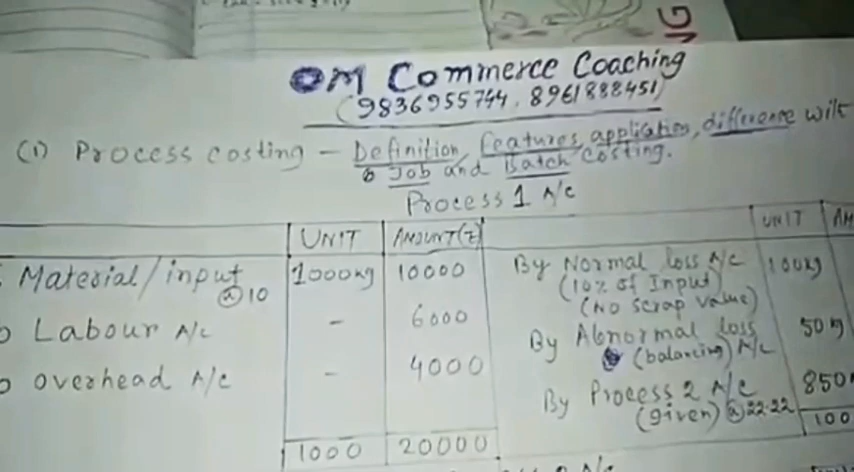 OM Commerce Coaching
(9836955744, 8961888451)
(1) Process costing - Definition, features, application, difference with
Job and Batch Costing.
Process 1 A/c
UNIT AMOUNT(₹) UNIT AM
Material/input @10 1000kg 10000 By Normal loss A/c 100kg
(10% of Input)
(No scrap value)
Labour A/c - 6000 By Abnormal loss 50kg
(balancing) A/c
overhead A/c - 4000 By Process 2 A/c 850
(given) @22.22
1000 20000 100